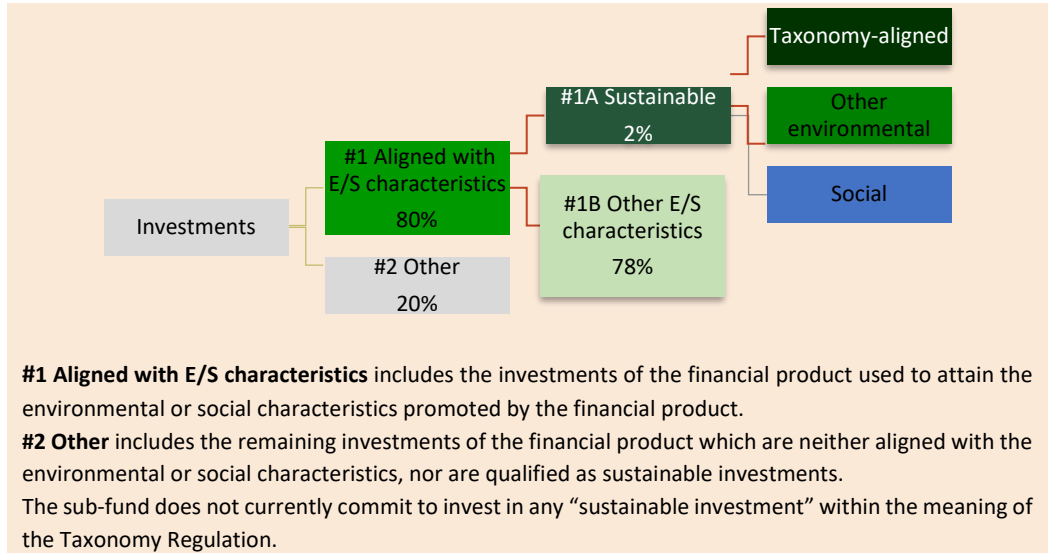 Taxonomy-aligned
#1A Sustainable
2%
Other
environmental
#1 Aligned with
E/S characteristics
80%
Social
#1B Other E/S
characteristics
78%
Investments
#2 Other
20%
#1 Aligned with E/S characteristics includes the investments of the financial product used to attain the
environmental or social characteristics promoted by the financial product.
#2 Other includes the remaining investments of the financial product which are neither aligned with the
environmental or social characteristics, nor are qualified as sustainable investments.
The sub-fund does not currently commit to invest in any “sustainable investment” within the meaning of
the Taxonomy Regulation.